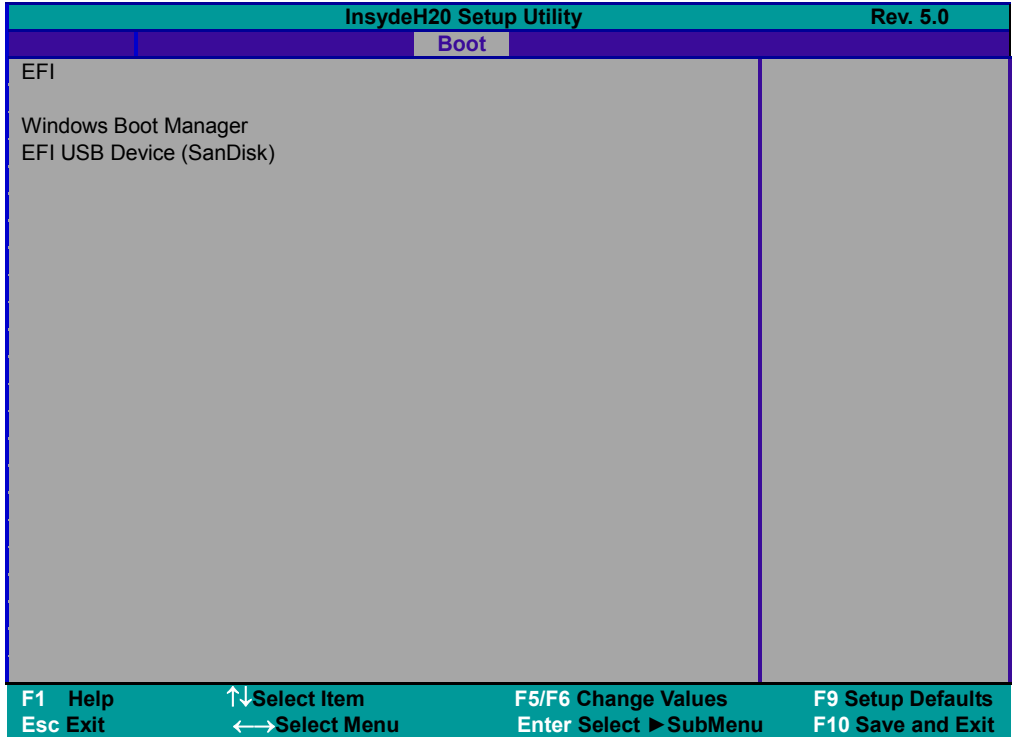 InsydeH20 Setup Utility Rev. 5.0
Boot
EFI
Windows Boot Manager
EFI USB Device (SanDisk)
F1 Help ↑↓Select Item F5/F6 Change Values F9 Setup Defaults
Esc Exit ←→Select Menu Enter Select ►SubMenu F10 Save and Exit